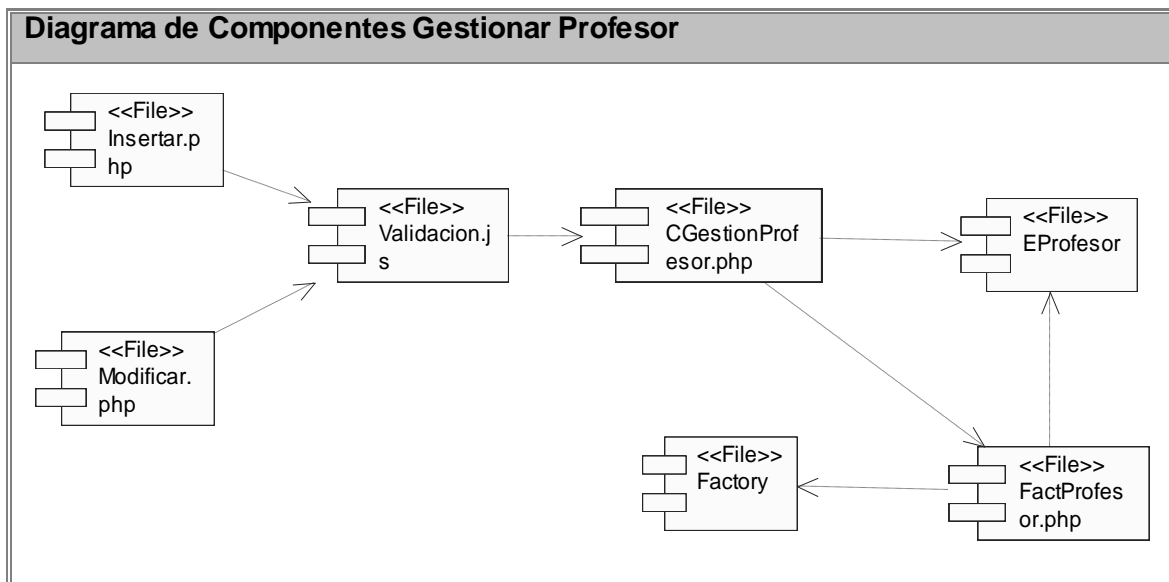 Diagrama de Componentes Gestionar Profesor
<<File>>
Insertar.p
hp
<<File>>
Validacion.j
s
<<File>>
CGestionProf
esor.php
<<File>>
EProfesor
<<File>>
Modificar.
php
<<File>>
Factory
<<File>>
FactProfes
or.php